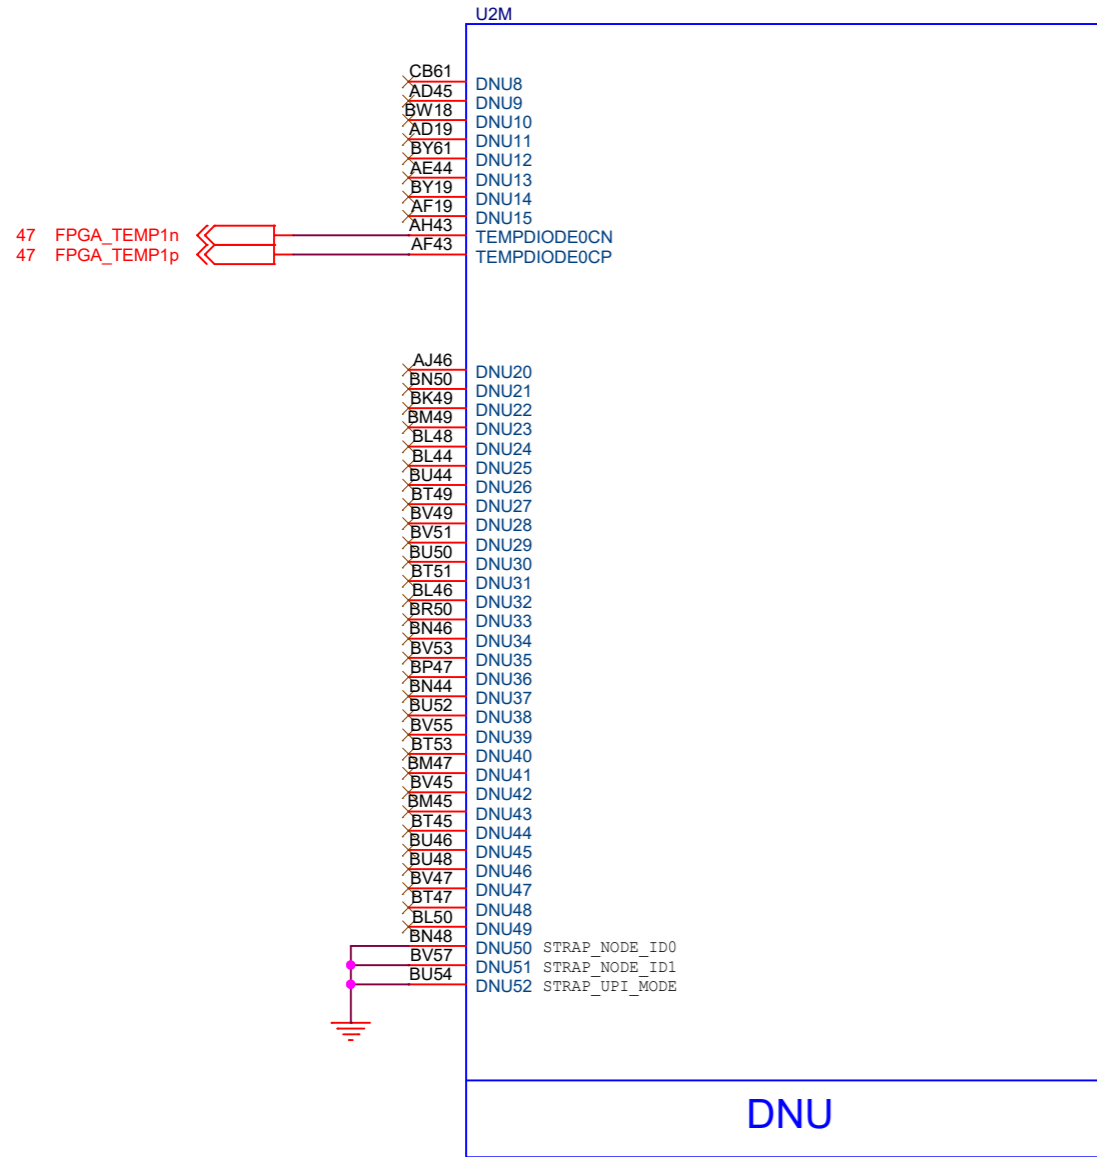 U2M
CB61 DNU8
AD45 DNU9
BW18 DNU10
AD19 DNU11
BY61 DNU12
AE44 DNU13
BY19 DNU14
AF19 DNU15
47 FPGA_TEMP1n AH43 TEMPDIODE0CN
47 FPGA_TEMP1p AF43 TEMPDIODE0CP
AJ46 DNU20
BN50 DNU21
BK49 DNU22
BM49 DNU23
BL48 DNU24
BL44 DNU25
BU44 DNU26
BT49 DNU27
BV49 DNU28
BV51 DNU29
BU50 DNU30
BT51 DNU31
BL46 DNU32
BR50 DNU33
BN46 DNU34
BV53 DNU35
BP47 DNU36
BN44 DNU37
BU52 DNU38
BV55 DNU39
BT53 DNU40
BM47 DNU41
BV45 DNU42
BM45 DNU43
BT45 DNU44
BU46 DNU45
BU48 DNU46
BV47 DNU47
BT47 DNU48
BL50 DNU49
BN48 DNU50 STRAP_NODE_ID0
BV57 DNU51 STRAP_NODE_ID1
BU54 DNU52 STRAP_UPI_MODE
DNU